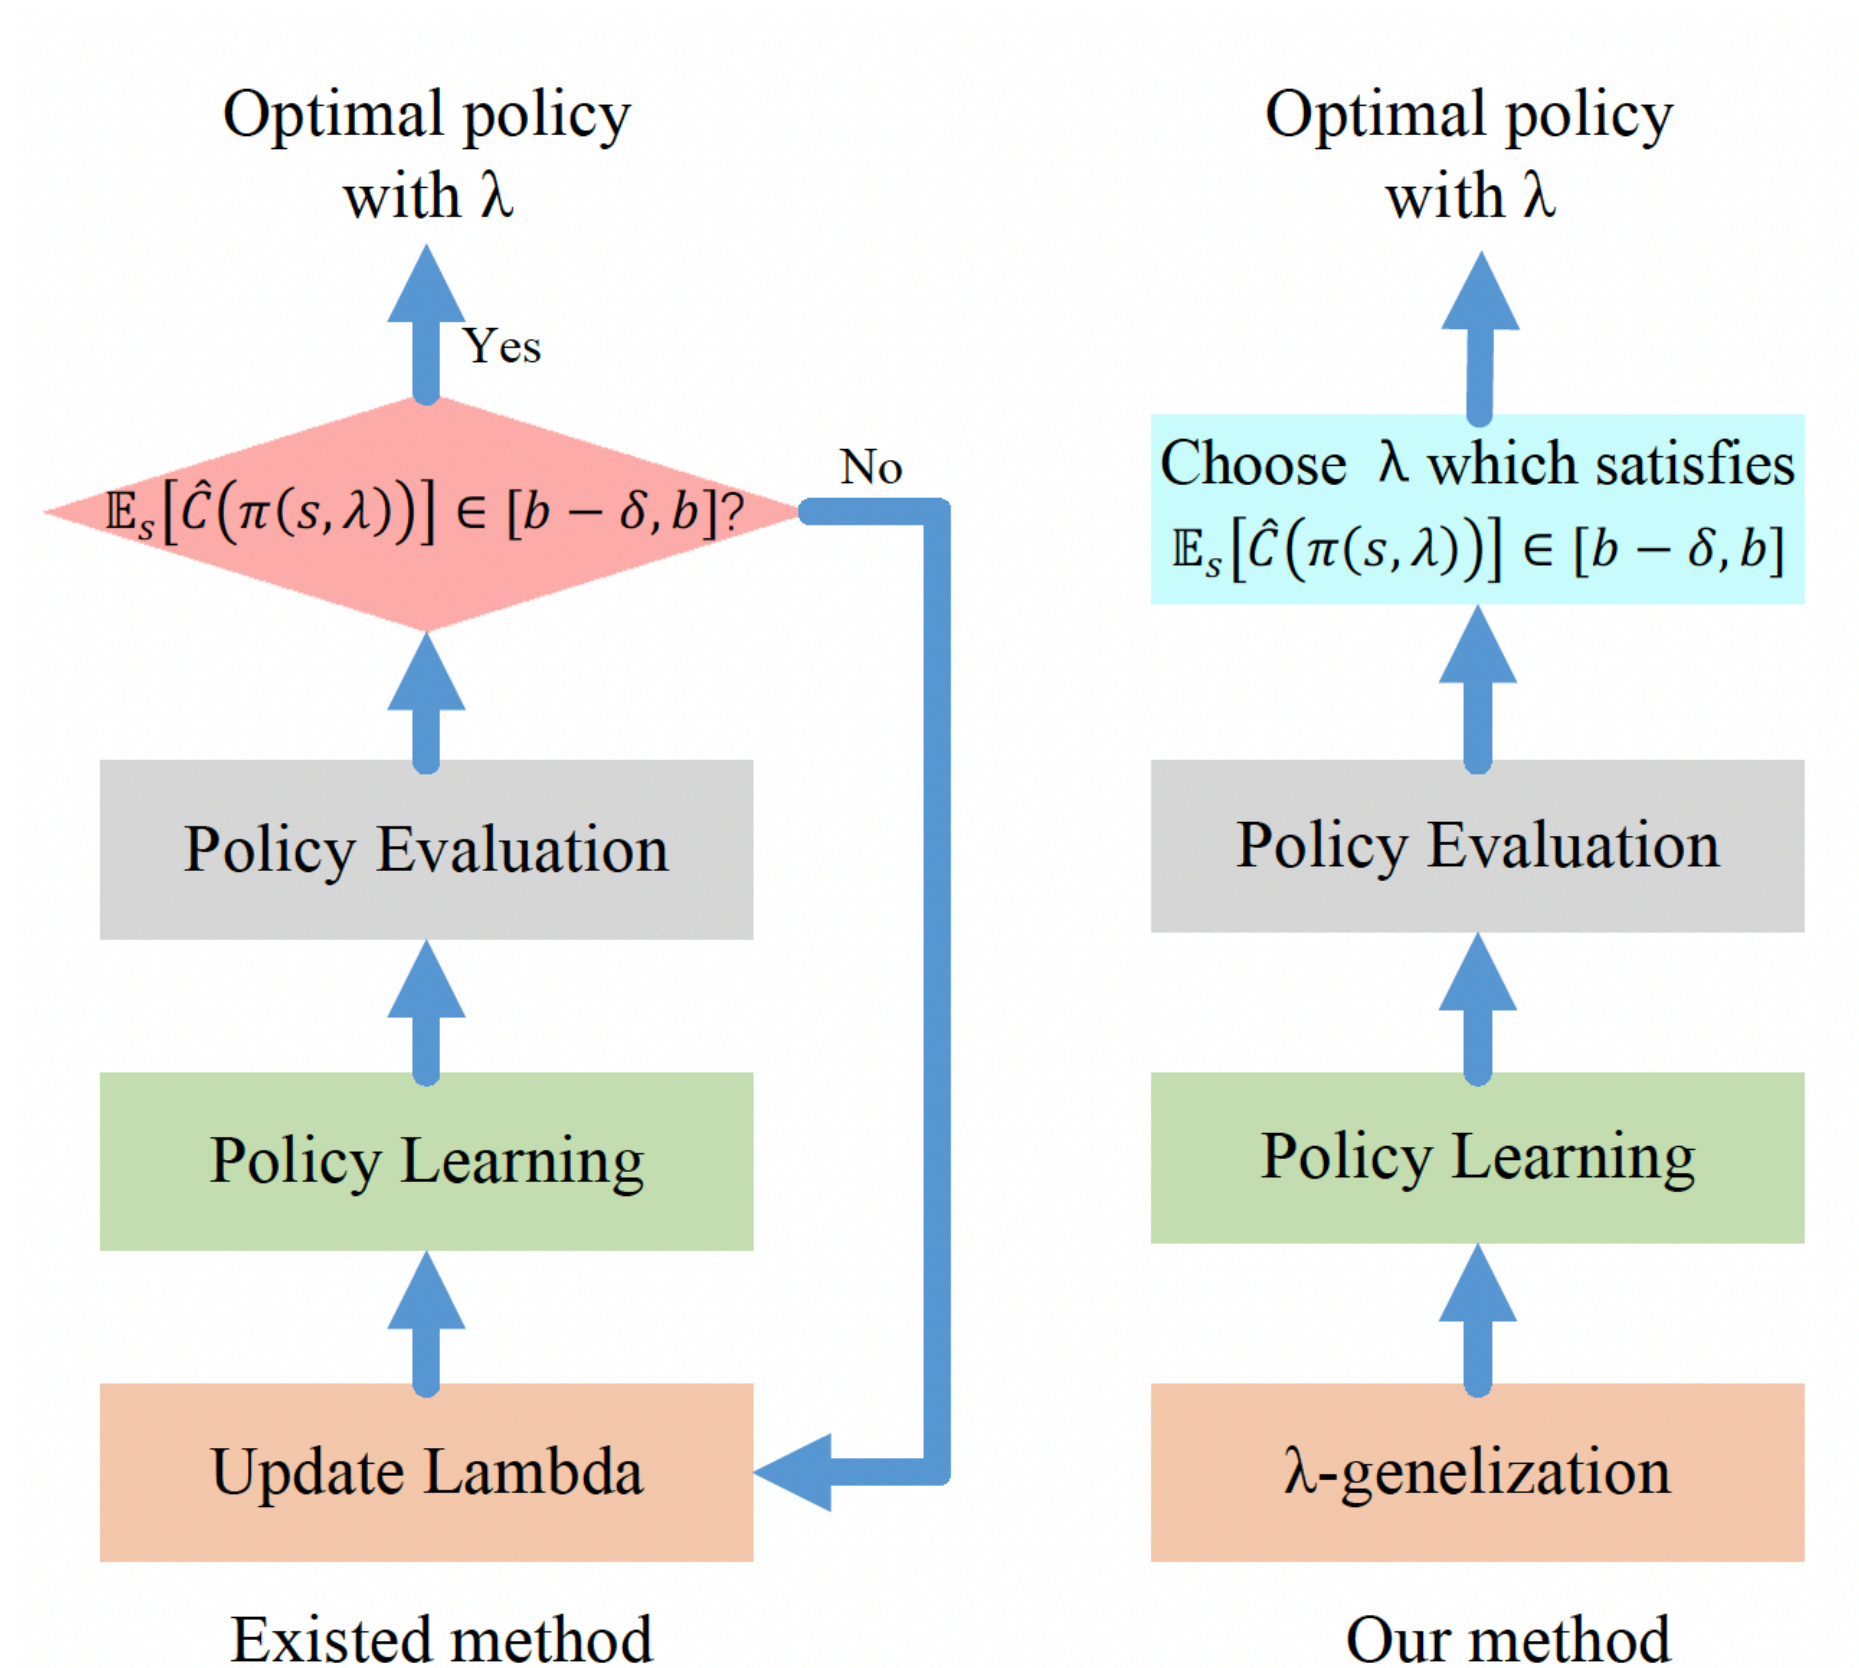 Optimal policy
with λ
Yes
No
𝔼ₛ[Ĉ(π(s, λ))] ∈ [b − δ, b]?
Policy Evaluation
Policy Learning
Update Lambda
Existed method
Optimal policy
with λ
Choose λ which satisfies
𝔼ₛ[Ĉ(π(s, λ))] ∈ [b − δ, b]
Policy Evaluation
Policy Learning
λ-genelization
Our method